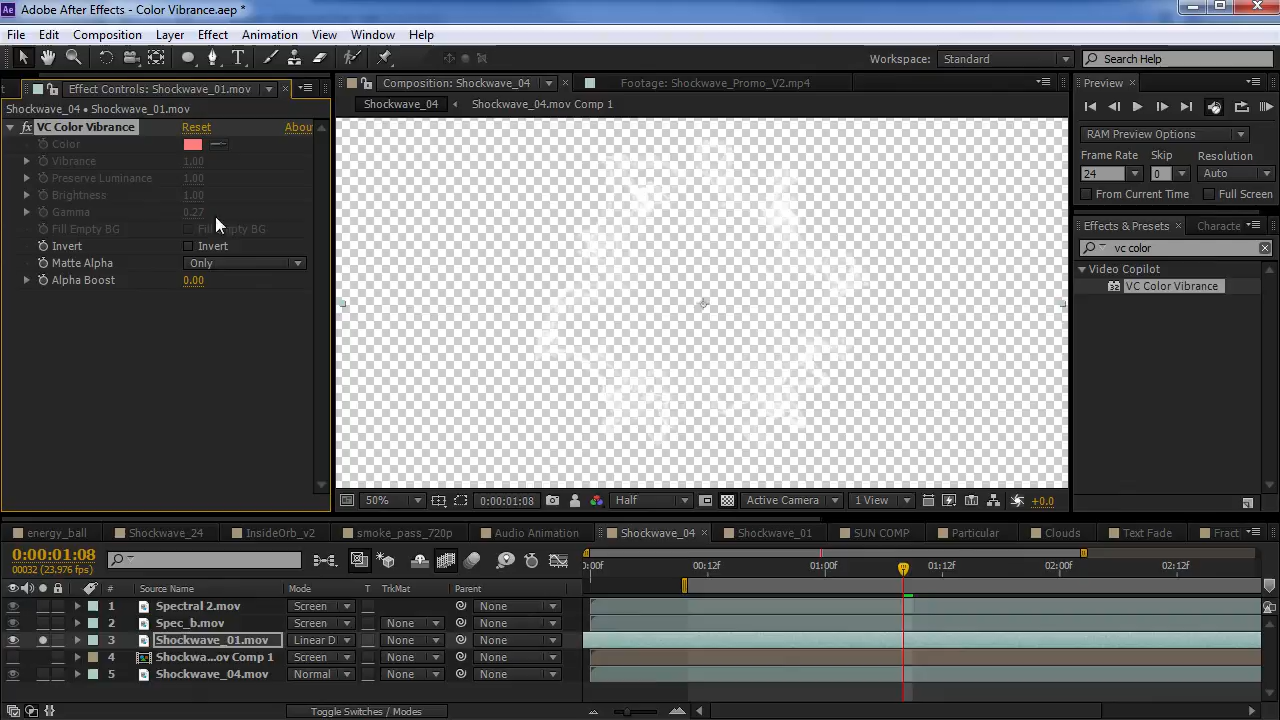 Adobe After Effects - Color Vibrance.aep *
File Edit Composition Layer Effect Animation View Window Help
Workspace: Standard Search Help
Effect Controls: Shockwave_01.mov
Composition: Shockwave_04 Footage: Shockwave_Promo_V2.mp4
Preview
Shockwave_04 • Shockwave_01.mov
Shockwave_04 Shockwave_04.mov Comp 1
fx VC Color Vibrance Reset Abou
Color
Vibrance 1.00
Preserve Luminance 1.00
Brightness 1.00
Gamma 0.27
Fill Empty BG Fill Empty BG
Invert Invert
Matte Alpha Only
Alpha Boost 0.00
RAM Preview Options
Frame Rate Skip Resolution
24 0 Auto
From Current Time Full Screen
Effects & Presets Characte
vc color
Video Copilot
32 VC Color Vibrance
50% 0:00:01:08 Half Active Camera 1 View +0.0
energy_ball Shockwave_24 InsideOrb_v2 smoke_pass_720p Audio Animation Shockwave_04 Shockwave_01 SUN COMP Particular Clouds Text Fade Fract
0:00:01:08
00032 (23.976 fps)
:00f 00:12f 01:00f 01:12f 02:00f 02:12f
# Source Name Mode T TrkMat Parent
1 Spectral 2.mov Screen None
2 Spec_b.mov Screen None None
3 Shockwave_01.mov Linear D None None
4 Shockwa...ov Comp 1 Screen None None
5 Shockwave_04.mov Normal None None
Toggle Switches / Modes